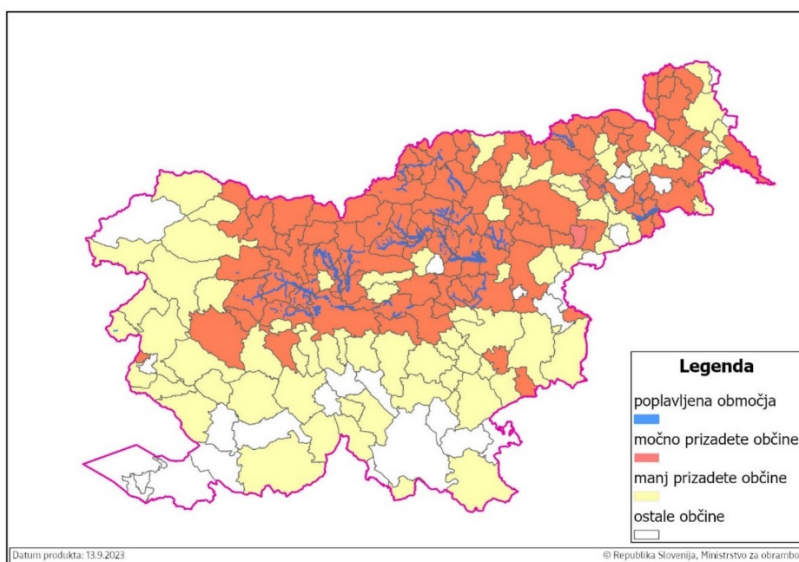 Legenda
poplavljena območja
močno prizadete občine
manj prizadete občine
ostale občine
Datum produkta: 13.9.2023
© Republika Slovenija, Ministrstvo za obrambo